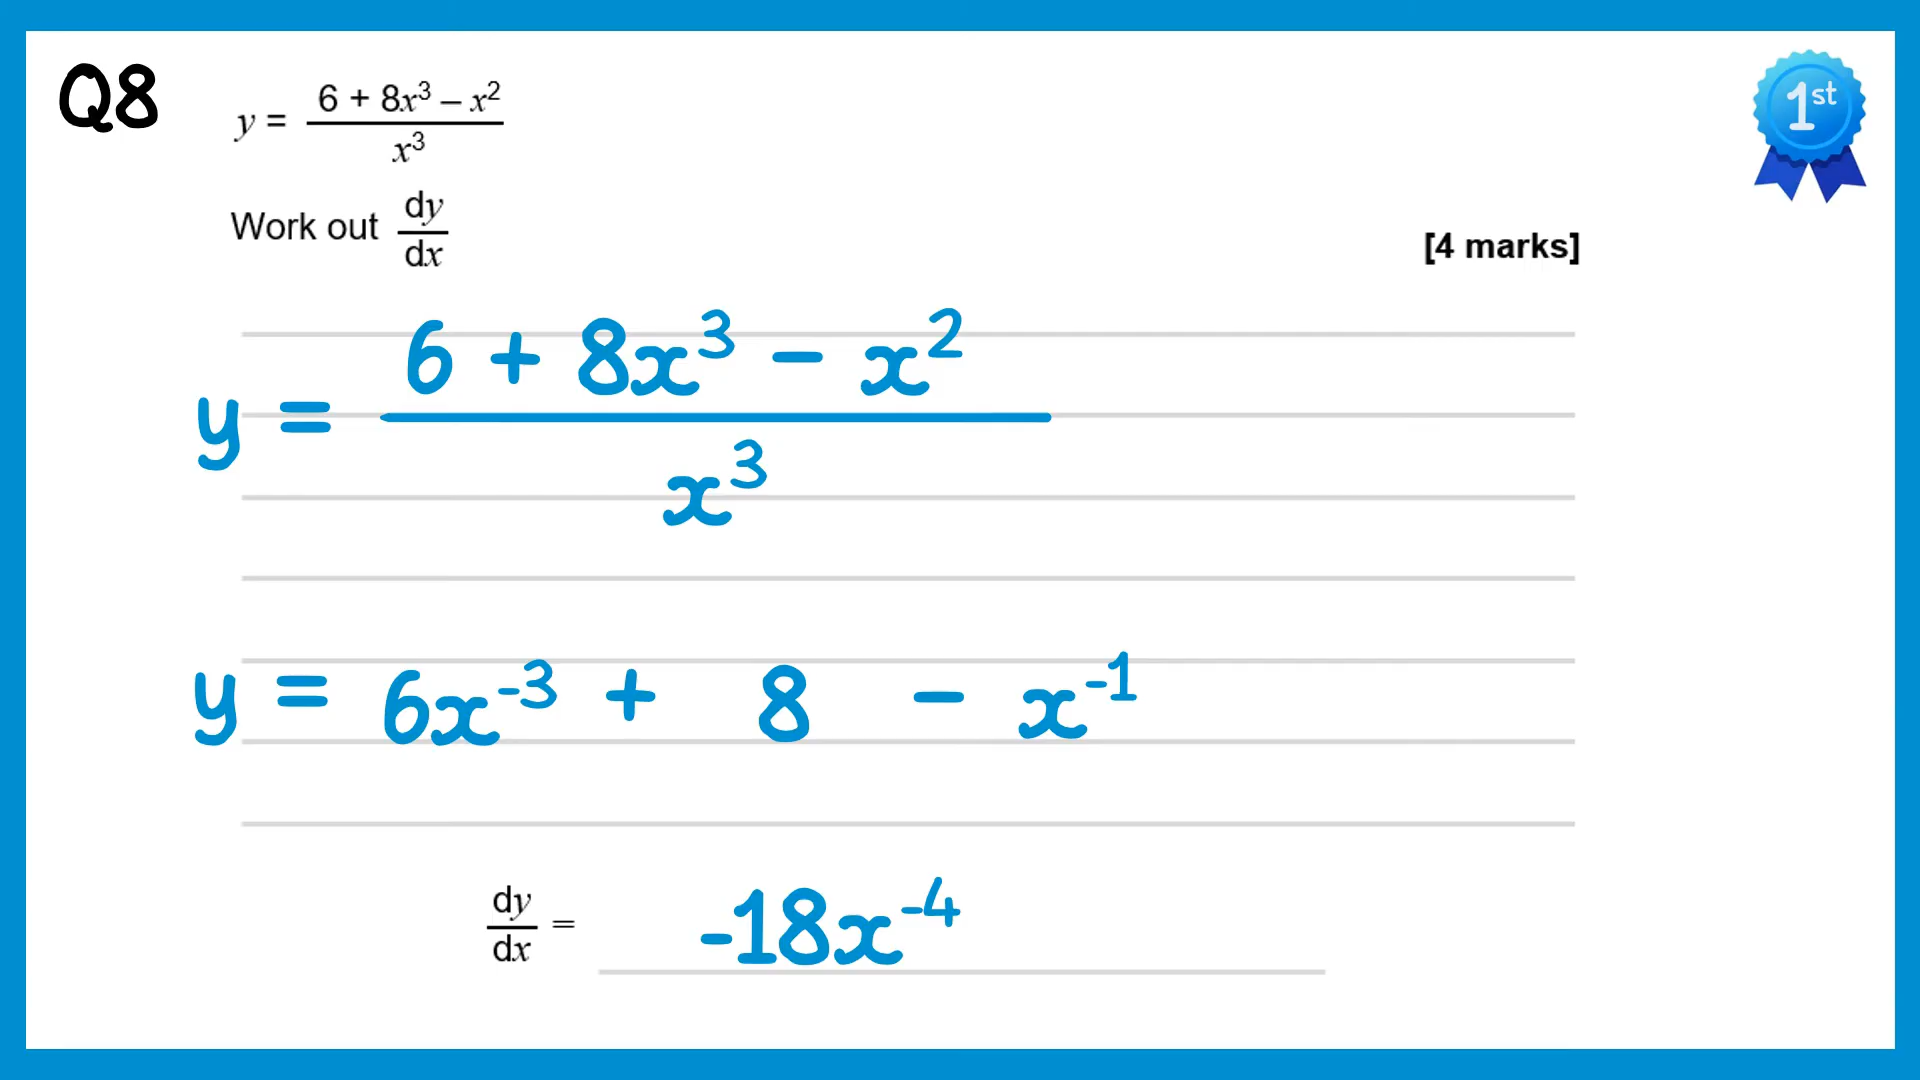 Q8
y = (6 + 8x³ – x²) / x³
1st
Work out dy/dx
[4 marks]
y = (6 + 8x³ − x²) / x³
y = 6x⁻³ + 8 − x⁻¹
dy/dx = -18x⁻⁴